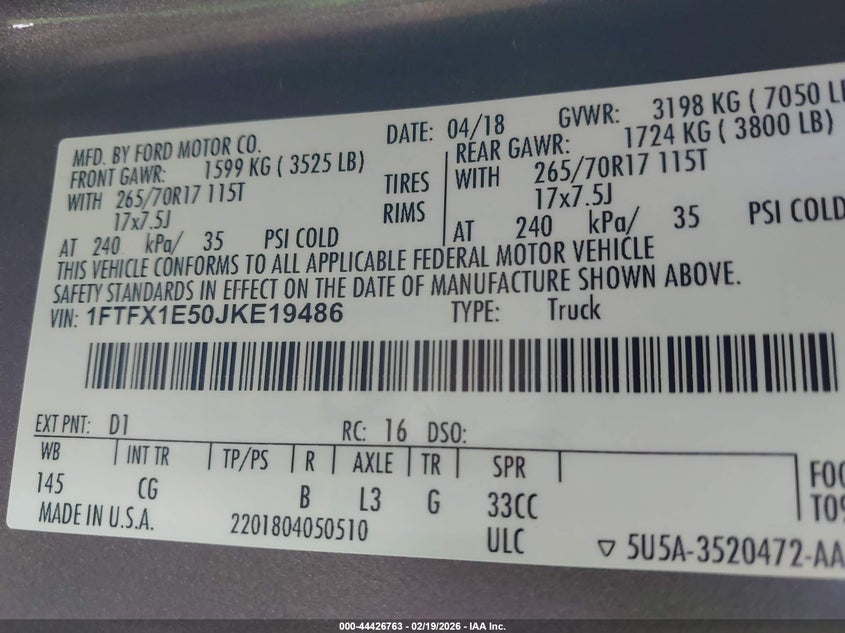 MFD. BY FORD MOTOR CO.
DATE: 04/18 GVWR: 3198 KG ( 7050 LB
FRONT GAWR: 1599 KG ( 3525 LB) REAR GAWR: 1724 KG ( 3800 LB)
WITH 265/70R17 115T TIRES WITH 265/70R17 115T
17x7.5J RIMS 17x7.5J
AT 240 kPa/ 35 PSI COLD AT 240 kPa/ 35 PSI COLD
THIS VEHICLE CONFORMS TO ALL APPLICABLE FEDERAL MOTOR VEHICLE
SAFETY STANDARDS IN EFFECT ON THE DATE OF MANUFACTURE SHOWN ABOVE.
VIN: 1FTFX1E50JKE19486 TYPE: Truck
EXT PNT: D1 RC: 16 DSO:
WB INT TR TP/PS R AXLE TR SPR
145 CG B L3 G 33CC
MADE IN U.S.A. 2201804050510 ULC ▽ 5U5A-3520472-AA
000-44426763 - 02/19/2026 - IAA Inc.